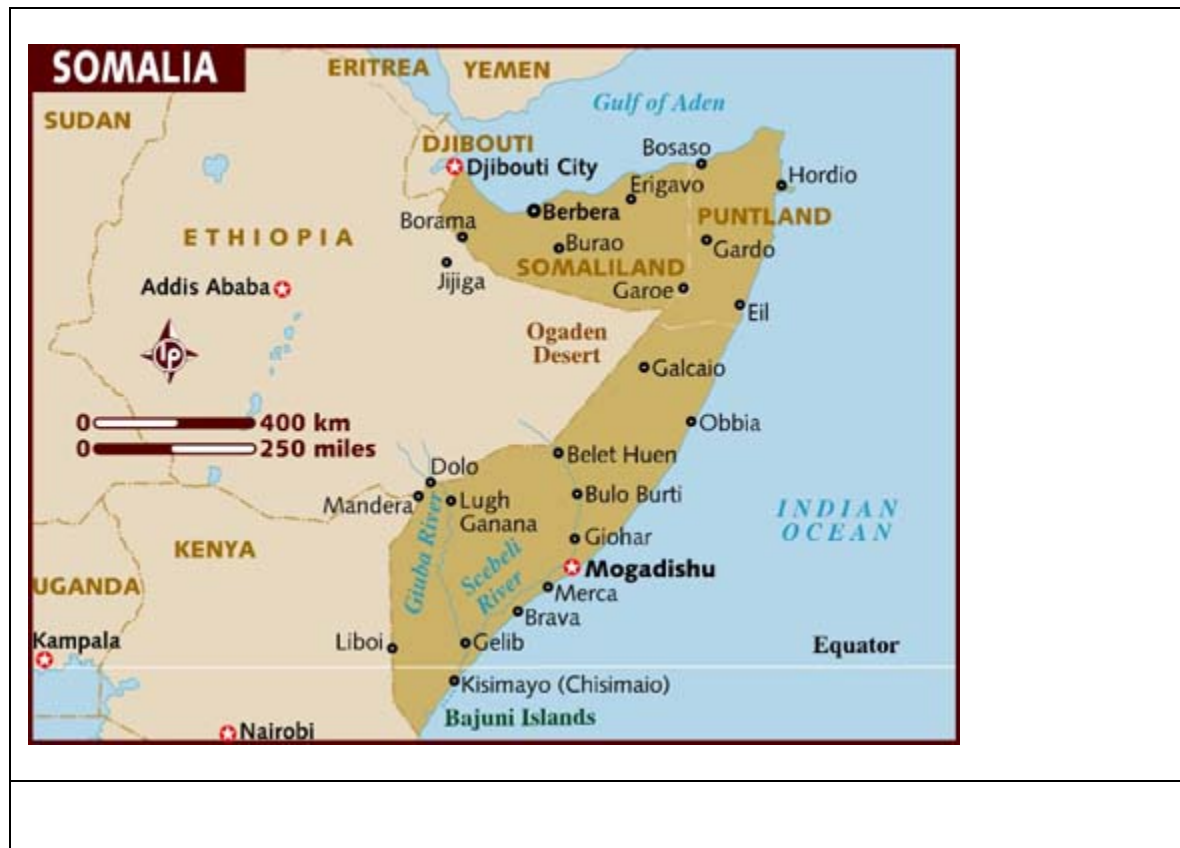 SOMALIA
ERITREA
YEMEN
SUDAN
Gulf of Aden
DJIBOUTI
Djibouti City
Bosaso
Hordio
Erigavo
Berbera
PUNTLAND
Borama
ETHIOPIA
Burao
Gardo
SOMALILAND
Jijiga
Addis Ababa
Garoe
Eil
Ogaden
Desert
LP
Galcaio
0 400 km
0 250 miles
Obbia
Belet Huen
Dolo
Mandera
Lugh
Ganana
Bulo Burti
INDIAN
OCEAN
Giohar
KENYA
Giuba River
Scebeli
River
Mogadishu
UGANDA
Merca
Brava
Kampala
Liboi
Gelib
Equator
Kisimayo (Chisimaio)
Bajuni Islands
Nairobi